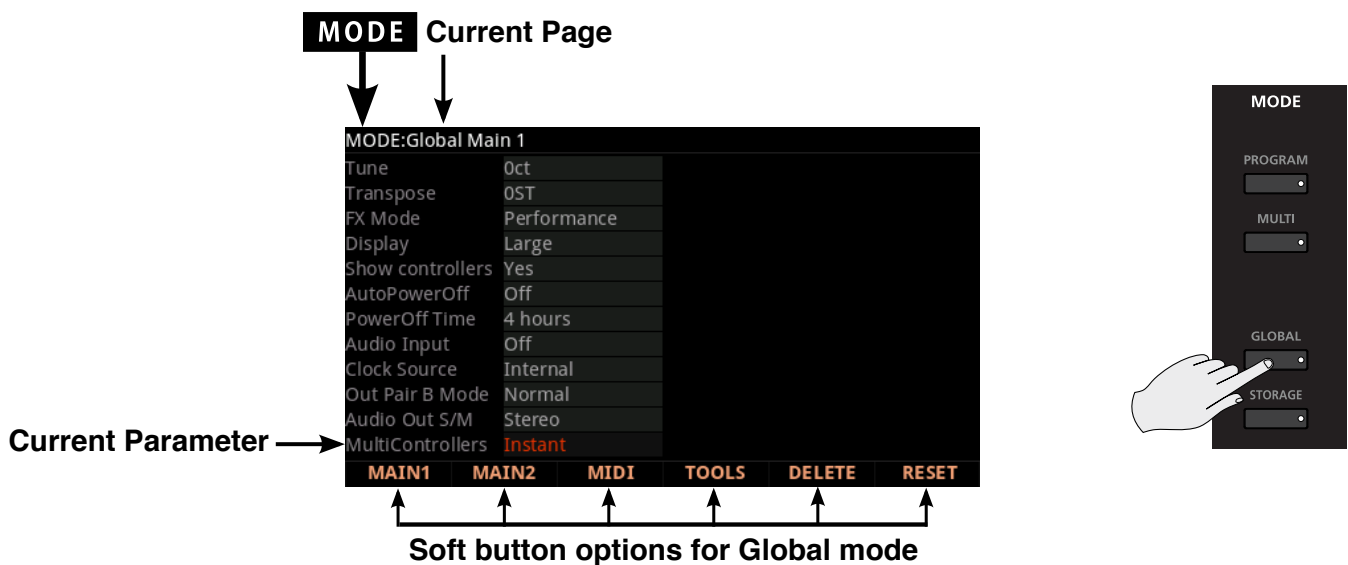 MODE Current Page
MODE:Global Main 1
Tune 0ct
Transpose 0ST
FX Mode Performance
Display Large
Show controllers Yes
AutoPowerOff Off
PowerOff Time 4 hours
Audio Input Off
Clock Source Internal
Out Pair B Mode Normal
Audio Out S/M Stereo
Current Parameter
MultiControllers Instant
MAIN1 MAIN2 MIDI TOOLS DELETE RESET
Soft button options for Global mode
MODE
PROGRAM
MULTI
GLOBAL
STORAGE